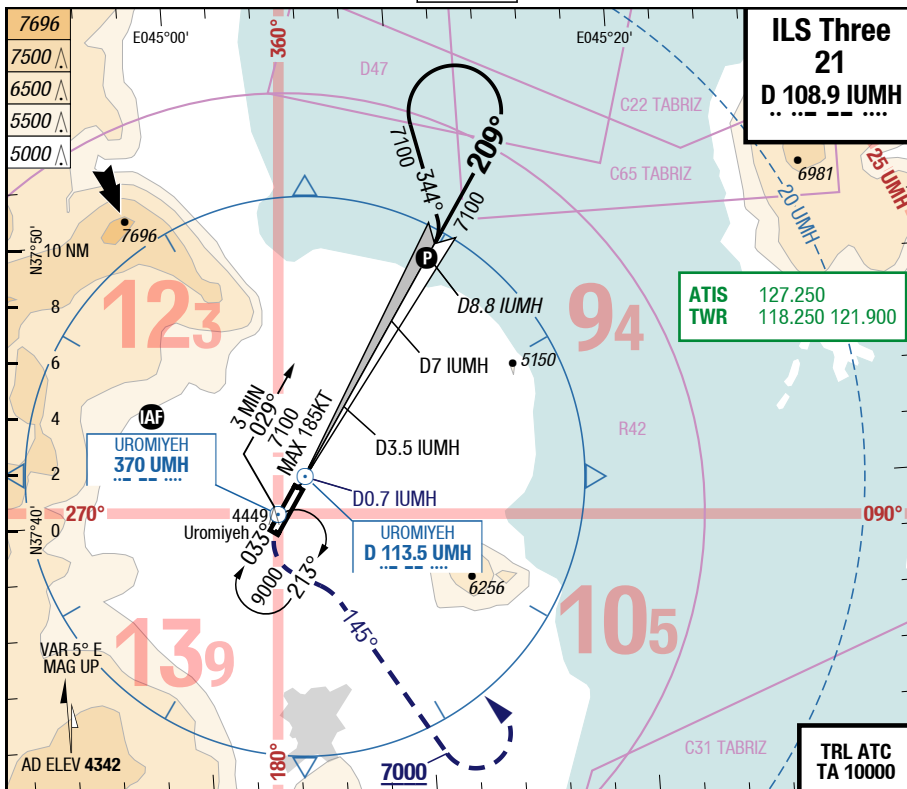 7696
7500
6500
5500
5000
E045°00'
360°
E045°20'
ILS Three
21
D 108.9 IUMH
D47
C22 TABRIZ
C65 TABRIZ
6981
25 UMH
20 UMH
7100
344°
209°
7100
7696
N37°50'
10 NM
8
6
4
2
0
N37°40'
12 3
9 4
13 9
10 5
P
D8.8 IUMH
ATIS 127.250
TWR 118.250 121.900
D7 IUMH
5150
3 MIN
029°
7100
MAX 185KT
IAF
D3.5 IUMH
R42
UROMIYEH
370 UMH
D0.7 IUMH
4449
Uromiyeh
270°
090°
UROMIYEH
D 113.5 UMH
033°
9000
213°
6256
145°
VAR 5° E
MAG UP
AD ELEV 4342
180°
7000
C31 TABRIZ
TRL ATC
TA 10000